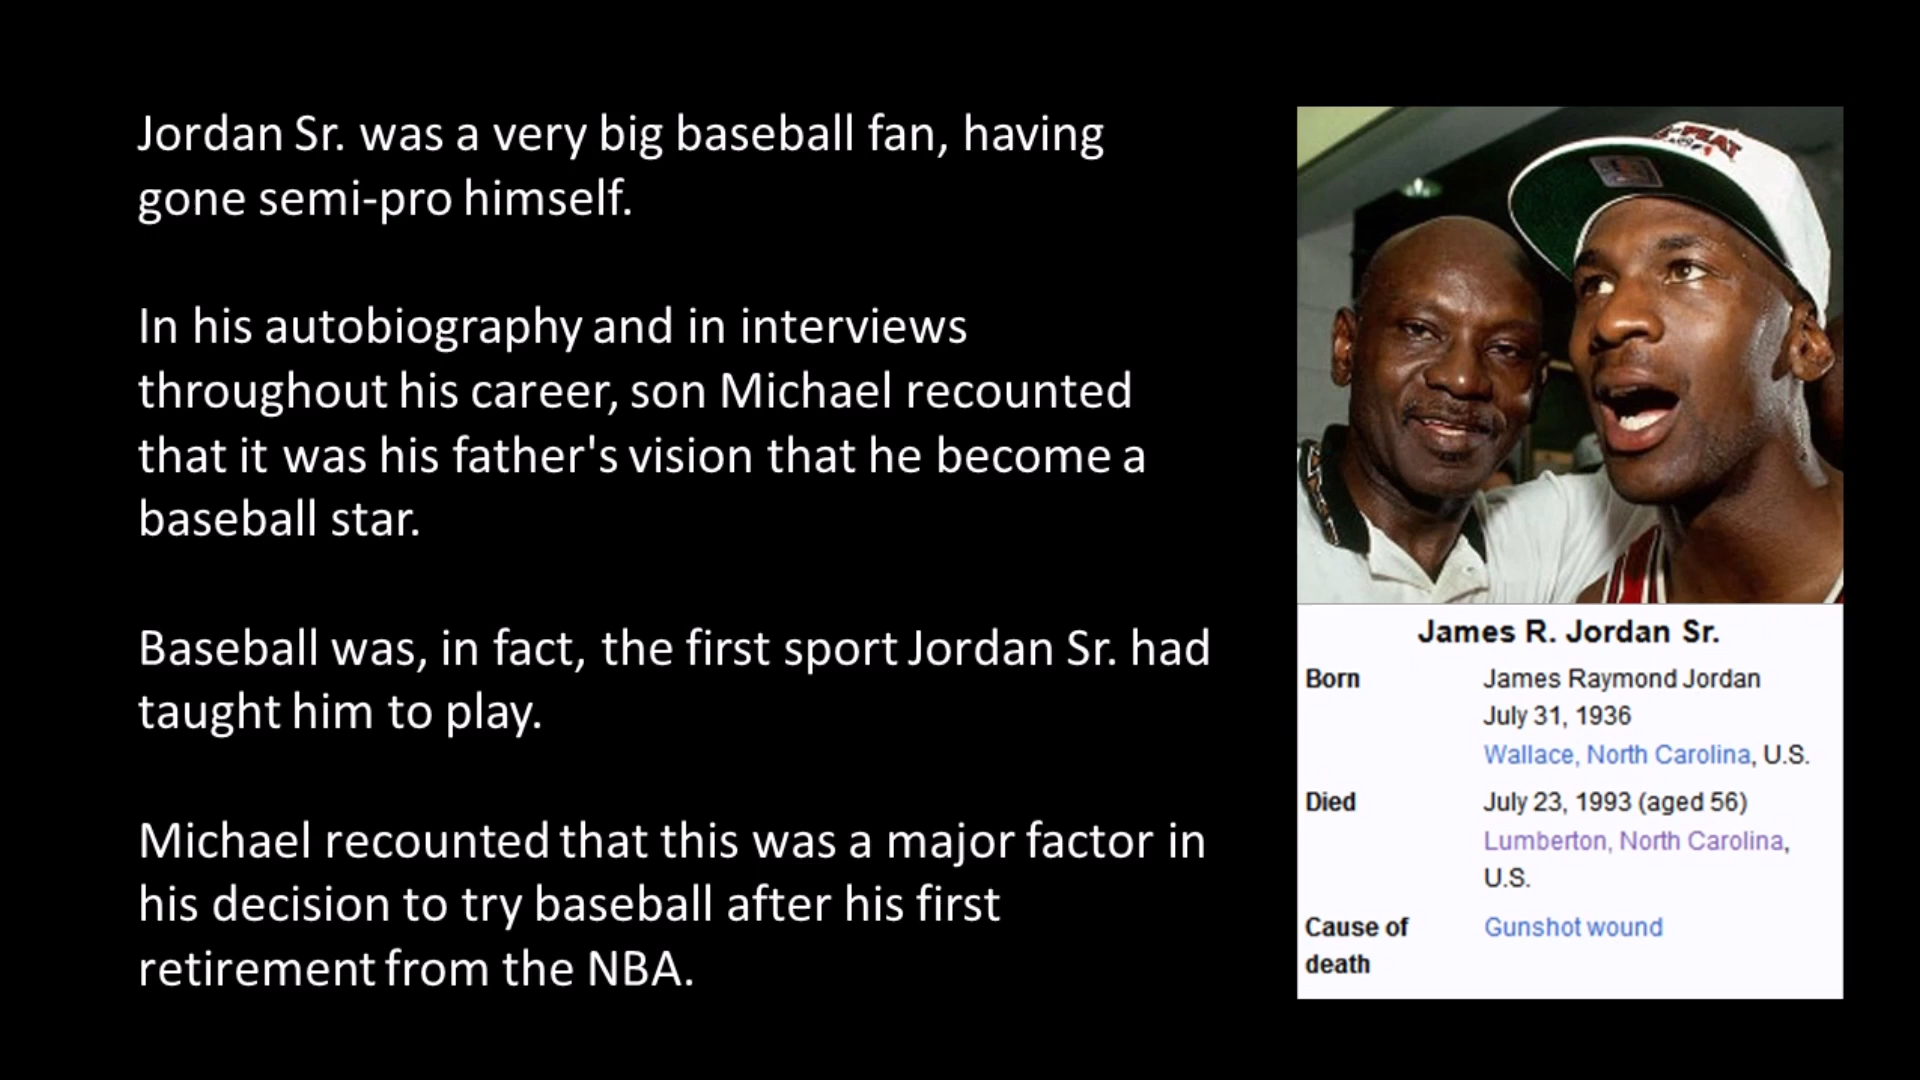 Jordan Sr. was a very big baseball fan, having
gone semi-pro himself.
In his autobiography and in interviews
throughout his career, son Michael recounted
that it was his father's vision that he become a
baseball star.
Baseball was, in fact, the first sport Jordan Sr. had
taught him to play.
Michael recounted that this was a major factor in
his decision to try baseball after his first
retirement from the NBA.
James R. Jordan Sr.
Born James Raymond Jordan
July 31, 1936
Wallace, North Carolina, U.S.
Died July 23, 1993 (aged 56)
Lumberton, North Carolina,
U.S.
Cause of Gunshot wound
death